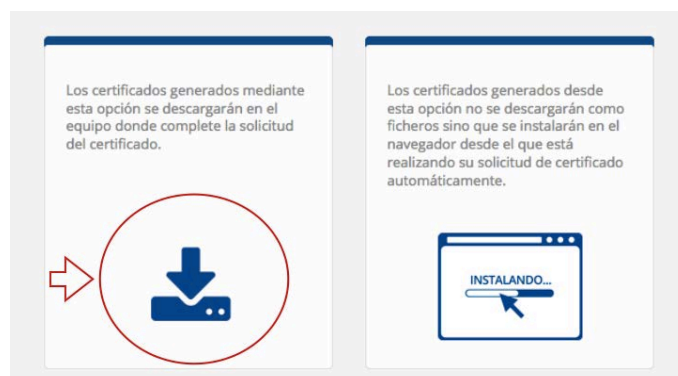 Los certificados generados mediante
esta opción se descargarán en el
equipo donde complete la solicitud
del certificado.
Los certificados generados desde
esta opción no se descargarán como
ficheros sino que se instalarán en el
navegador desde el que está
realizando su solicitud de certificado
automáticamente.
INSTALANDO...